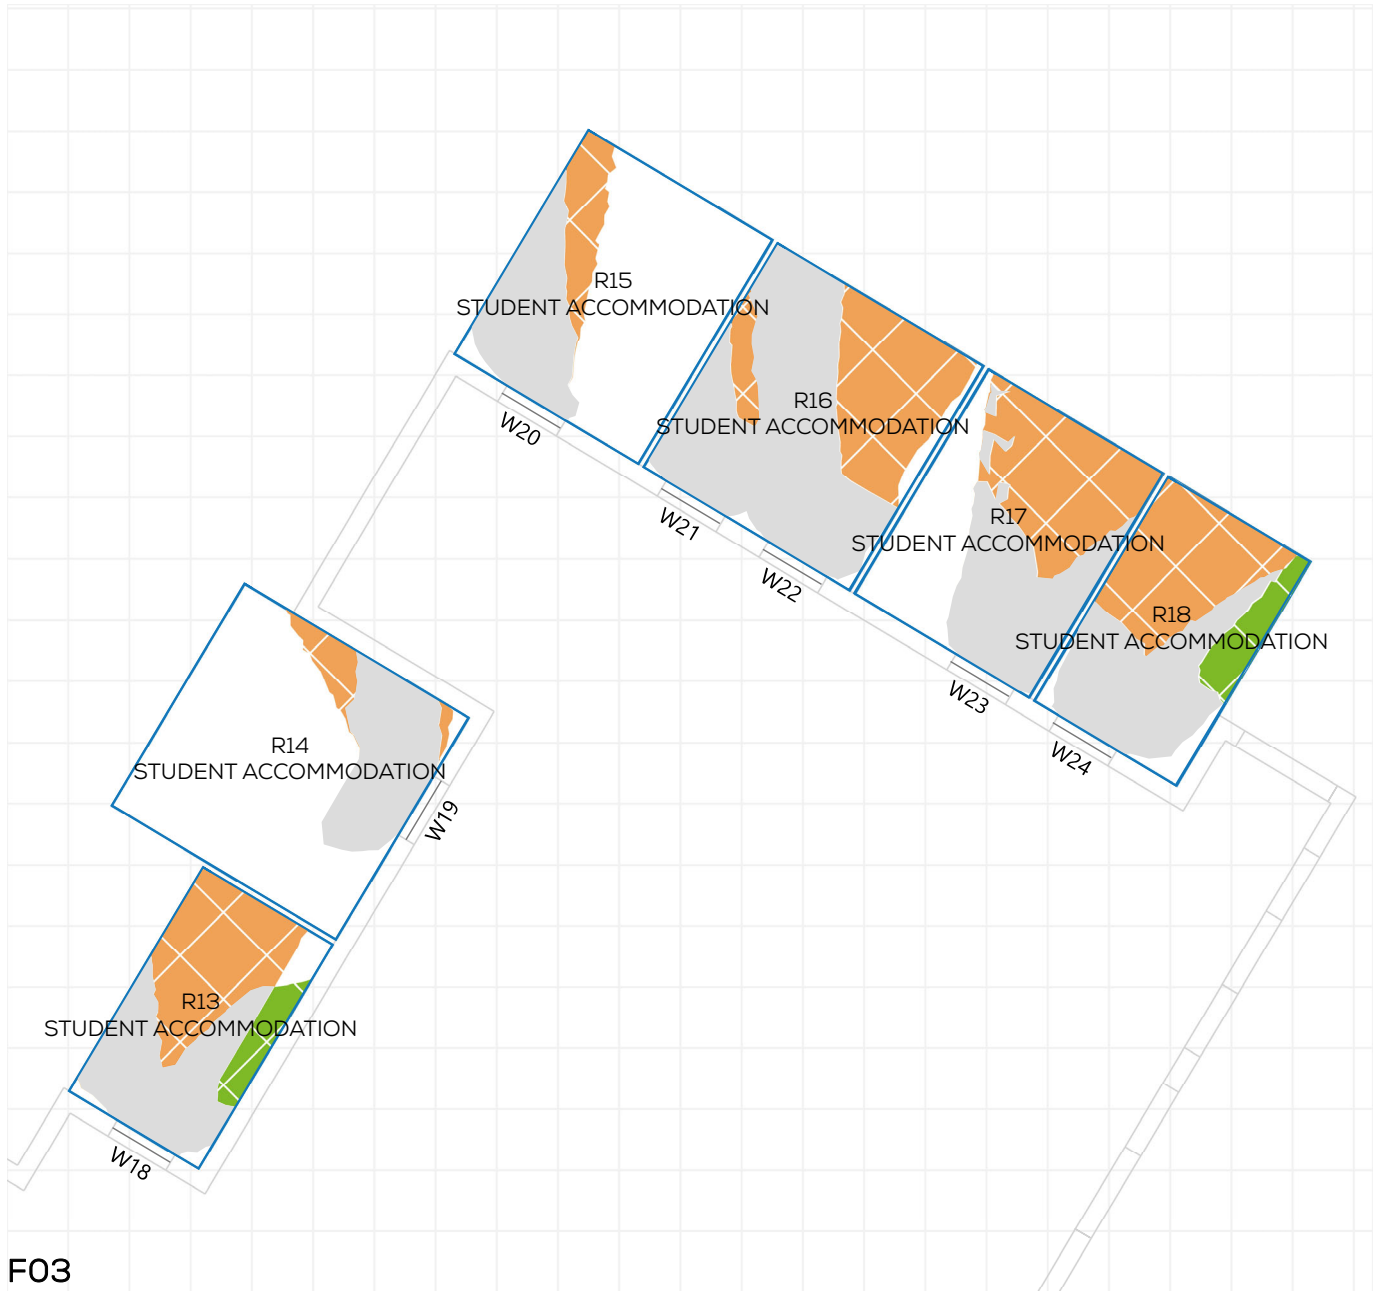 R15
STUDENT ACCOMMODATION
W20
R16
STUDENT ACCOMMODATION
W21
W22
R17
STUDENT ACCOMMODATION
W23
R18
STUDENT ACCOMMODATION
W24
R14
STUDENT ACCOMMODATION
W19
R13
STUDENT ACCOMMODATION
W18
F03